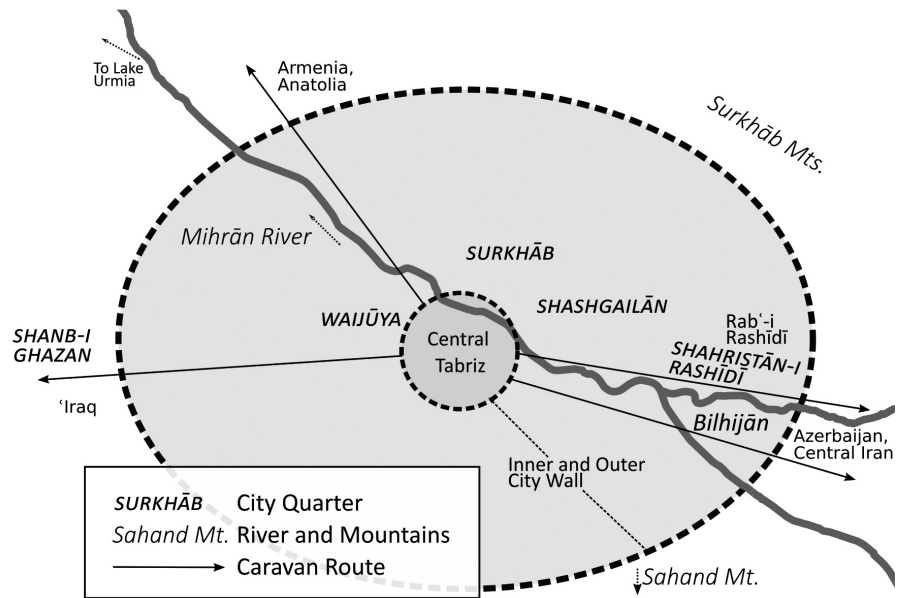 To Lake
Urmia
Armenia,
Anatolia
Surkhāb Mts.
Mihrān River
SURKHĀB
SHASHGAILĀN
WAIJŪYA
Central
Tabriz
SHANB-I
GHAZAN
ʿIraq
Rabʿ-i
Rashīdī
SHAHRISTĀN-I
RASHĪDĪ
Bilhijān
Azerbaijan,
Central Iran
Inner and Outer
City Wall
Sahand Mt.
SURKHĀB City Quarter
Sahand Mt. River and Mountains
Caravan Route